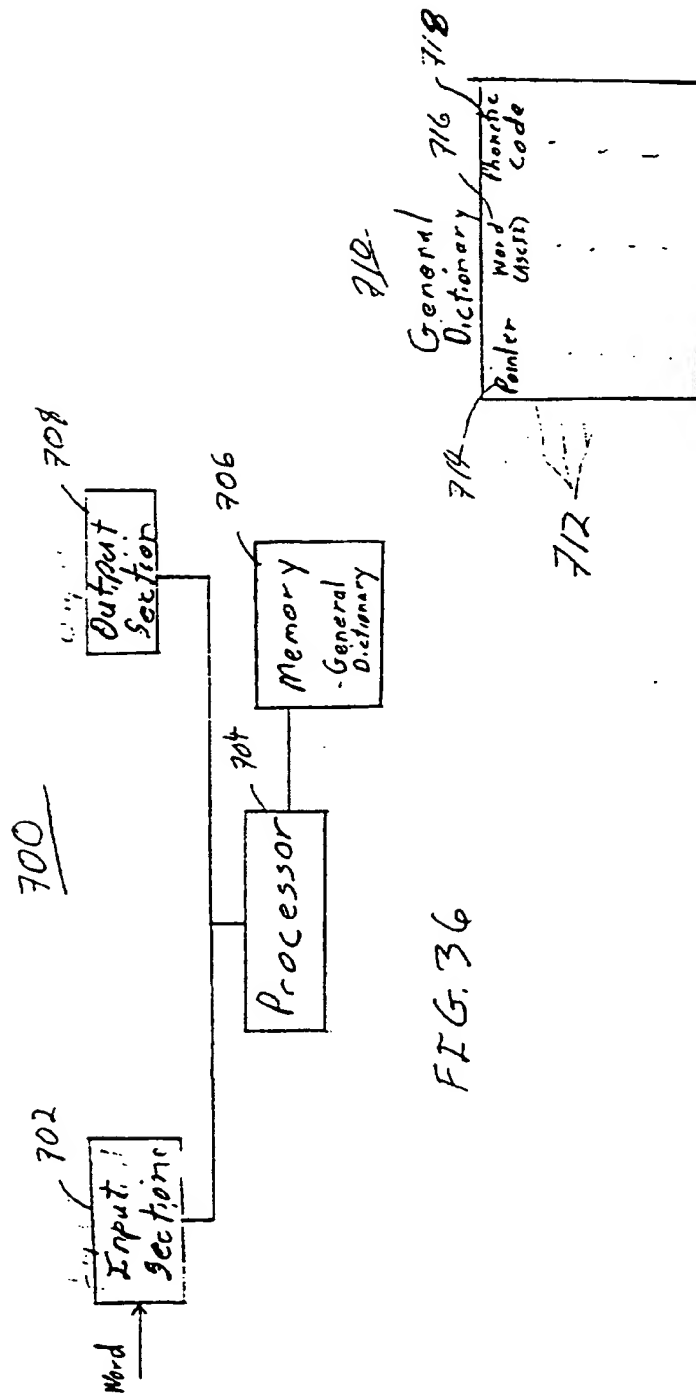 700
702
Word
Input
Sections
708
Output
Section
704
Processor
706
Memory
- General
Dictionary
FIG. 36
710
General
Dictionary
714
716
718
Pointer
Word
(ASCII)
Phonetic
Code
712